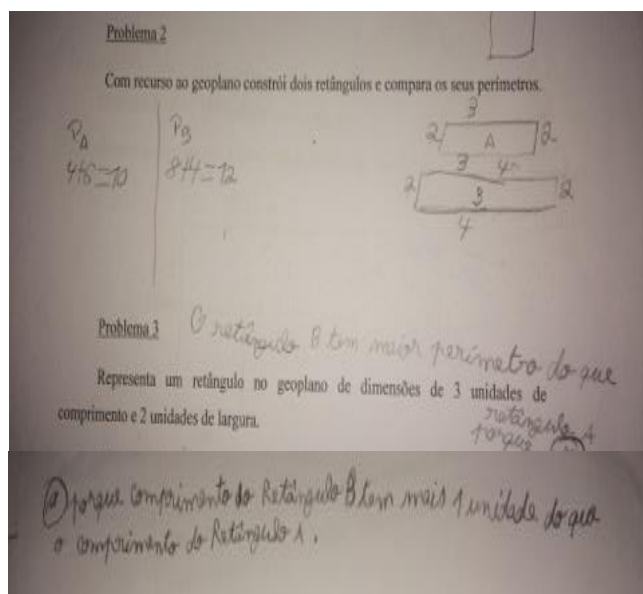 Problema 2
Com recurso ao geoplano constrói dois retângulos e compara os seus perímetros.
PA
4+6=10
PB
8+4=12
3
2 A 2
3
4
2 B 2
4
Problema 3
O retângulo B tem maior perímetro do que
retângulo A
porque
Representa um retângulo no geoplano de dimensões de 3 unidades de
comprimento e 2 unidades de largura.
a) porque comprimento do Retângulo B tem mais 1 unidade do que
o comprimento do Retângulo A.